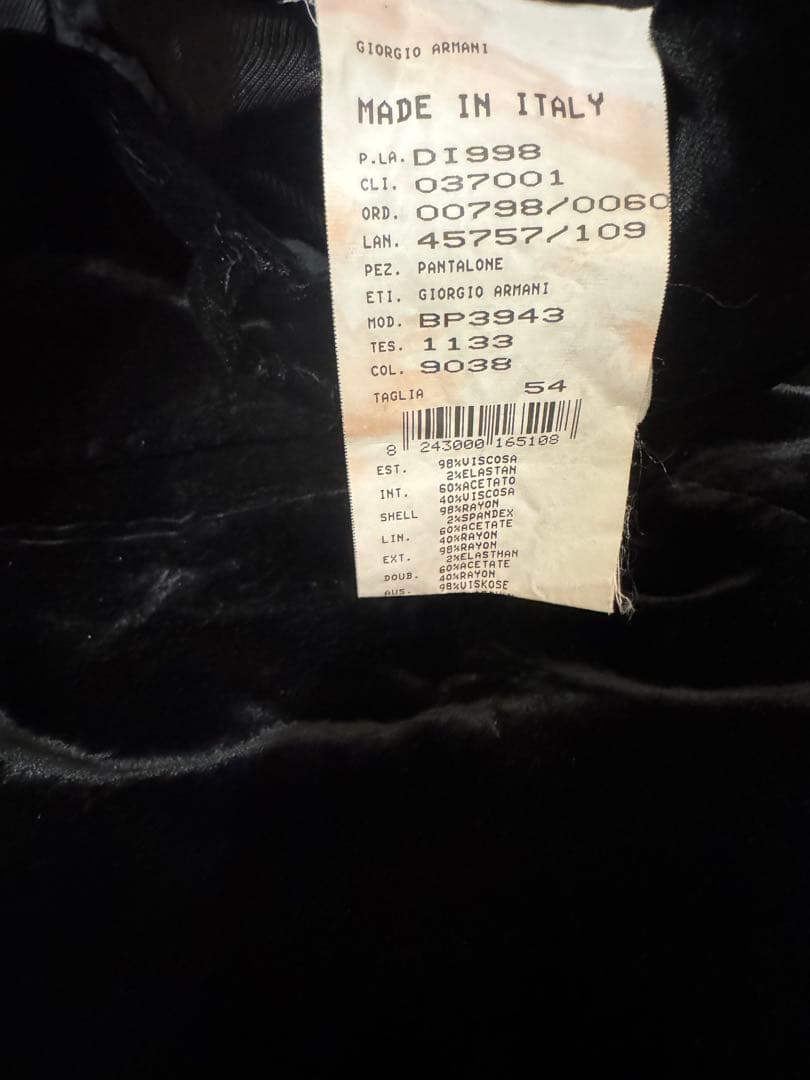 GIORGIO ARMANI
MADE IN ITALY
P.LA. DI998
CLI. 037001
ORD. 00798/0060
LAN. 45757/109
PEZ. PANTALONE
ETI. GIORGIO ARMANI
MOD. BP3943
TES. 1133
COL. 9038
TAGLIA 54
8 243000 165108
EST. 98%VISCOSA
2%ELASTAN
INT. 60%ACETATO
40%VISCOSA
SHELL 98%RAYON
2%SPANDEX
LIN. 60%ACETATE
40%RAYON
EXT. 98%RAYON
2%ELASTHAN
DOUB. 60%ACETATE
40%RAYON
AUS. 98%VISKOSE